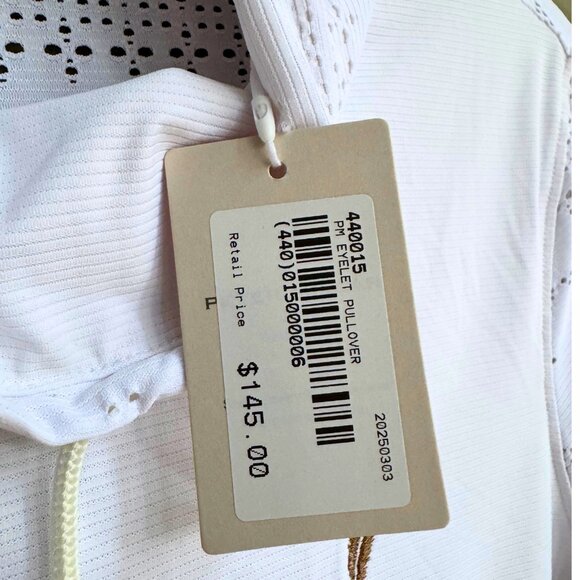 440015
PM EYELET PULLOVER
(440)015000006
20250303
Retail Price
$145.00